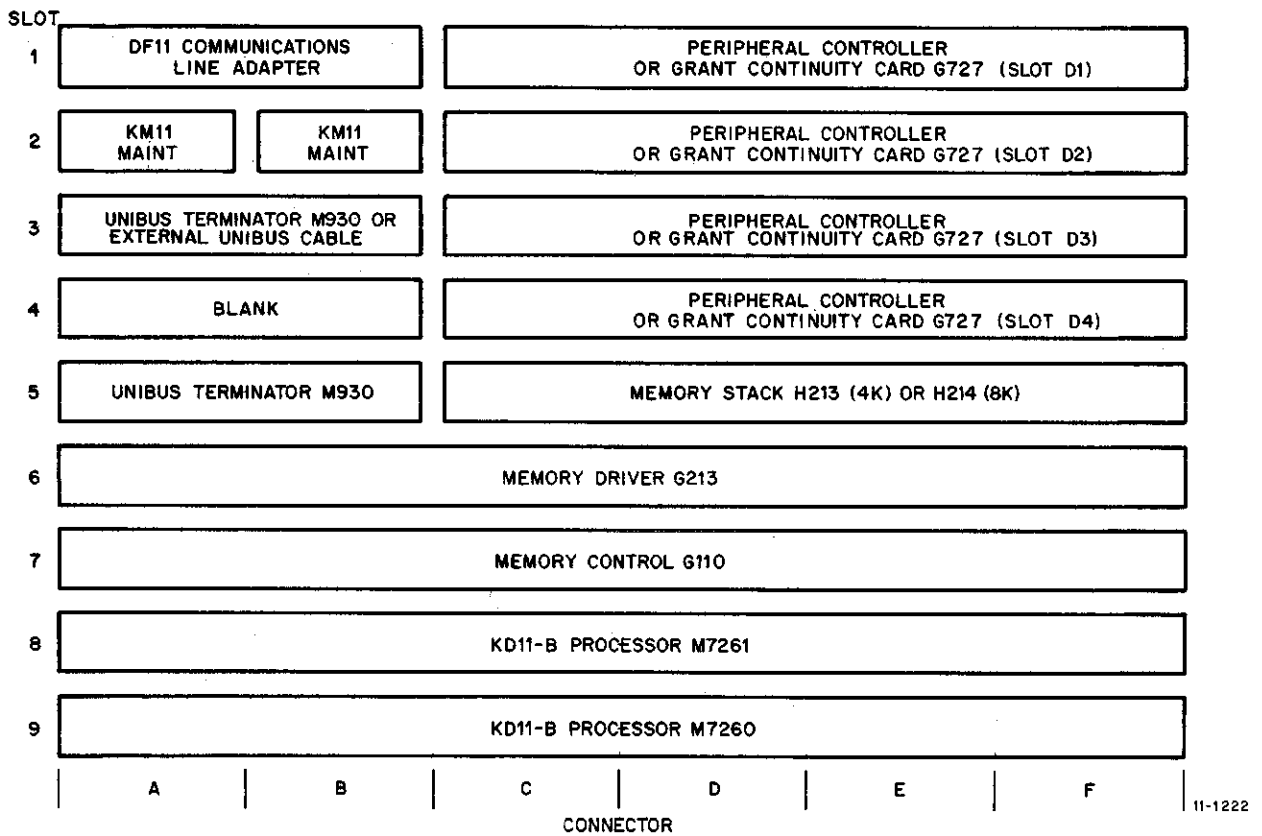 SLOT
1
DF11 COMMUNICATIONS
LINE ADAPTER
PERIPHERAL CONTROLLER
OR GRANT CONTINUITY CARD G727 (SLOT D1)
2
KM11
MAINT
KM11
MAINT
PERIPHERAL CONTROLLER
OR GRANT CONTINUITY CARD G727 (SLOT D2)
3
UNIBUS TERMINATOR M930 OR
EXTERNAL UNIBUS CABLE
PERIPHERAL CONTROLLER
OR GRANT CONTINUITY CARD G727 (SLOT D3)
4
BLANK
PERIPHERAL CONTROLLER
OR GRANT CONTINUITY CARD G727 (SLOT D4)
5
UNIBUS TERMINATOR M930
MEMORY STACK H213 (4K) OR H214 (8K)
6
MEMORY DRIVER G213
7
MEMORY CONTROL G110
8
KD11-B PROCESSOR M7261
9
KD11-B PROCESSOR M7260
A B C D E F
CONNECTOR
11-1222